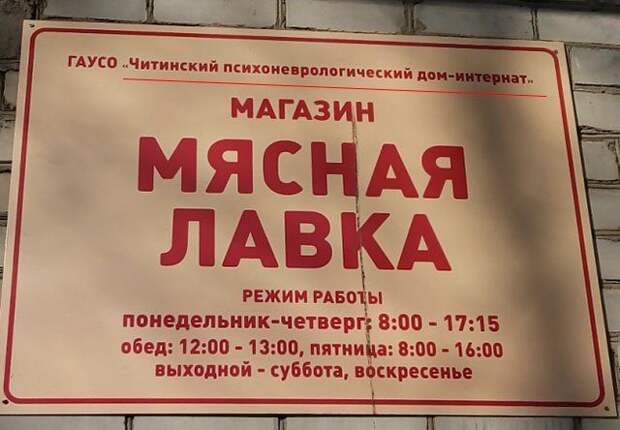 ГАУСО «Читинский психоневрологический дом-интернат»
МАГАЗИН
МЯСНАЯ
ЛАВКА
РЕЖИМ РАБОТЫ
понедельник-четверг: 8:00 - 17:15
обед: 12:00 - 13:00, пятница: 8:00 - 16:00
выходной - суббота, воскресенье